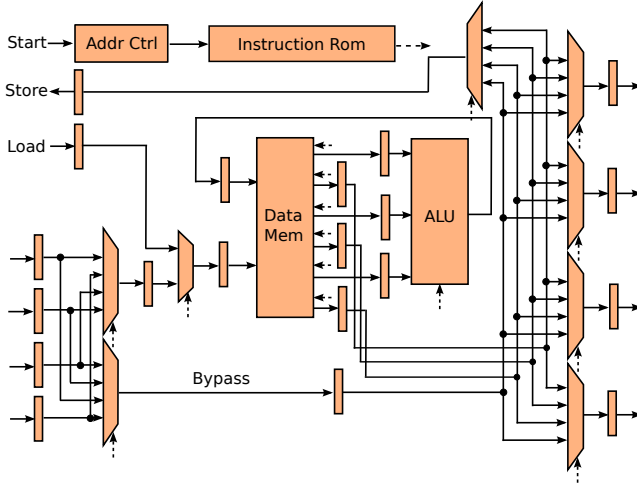 Start
Addr Ctrl
Instruction Rom
Store
Load
Data
Mem
ALU
Bypass